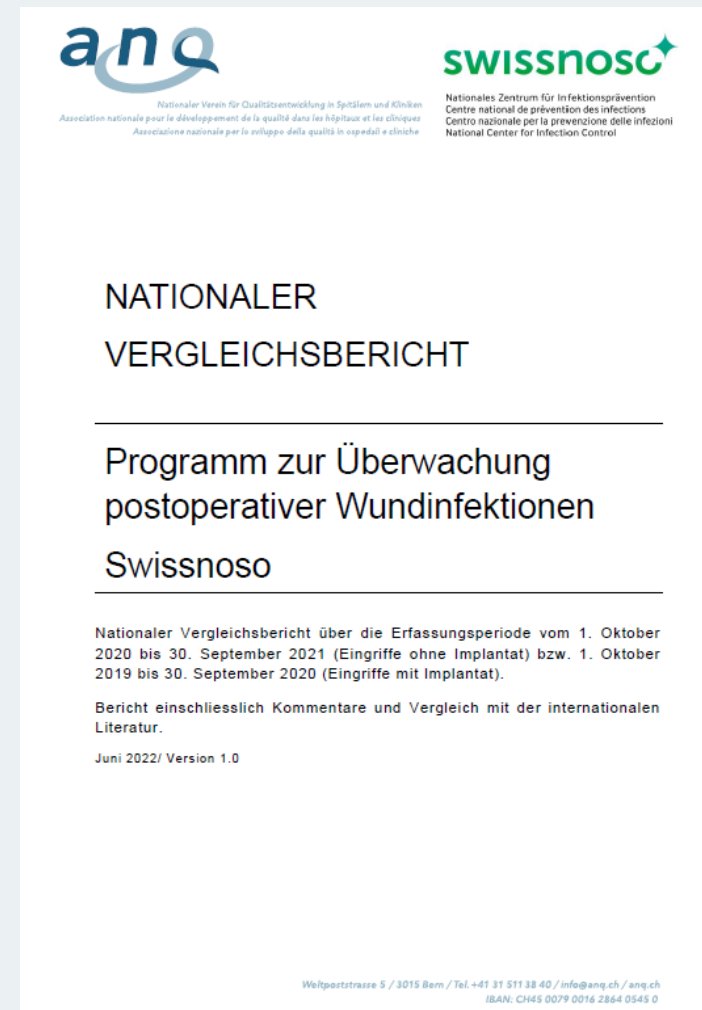 anq
Nationaler Verein für Qualitätsentwicklung in Spitälern und Kliniken
Association nationale pour le développement de la qualité dans les hôpitaux et les cliniques
Associazione nazionale per lo sviluppo della qualità in ospedali e cliniche
swissnoso
Nationales Zentrum für Infektionsprävention
Centre national de prévention des infections
Centro nazionale per la prevenzione delle infezioni
National Center for Infection Control
NATIONALER
VERGLEICHSBERICHT
Programm zur Überwachung
postoperativer Wundinfektionen
Swissnoso
Nationaler Vergleichsbericht über die Erfassungsperiode vom 1. Oktober
2020 bis 30. September 2021 (Eingriffe ohne Implantat) bzw. 1. Oktober
2019 bis 30. September 2020 (Eingriffe mit Implantat).
Bericht einschliesslich Kommentare und Vergleich mit der internationalen
Literatur.
Juni 2022/ Version 1.0
Weltpoststrasse 5 / 3015 Bern / Tel. +41 31 511 38 40 / info@anq.ch / anq.ch
IBAN: CH45 0079 0016 2864 0545 0